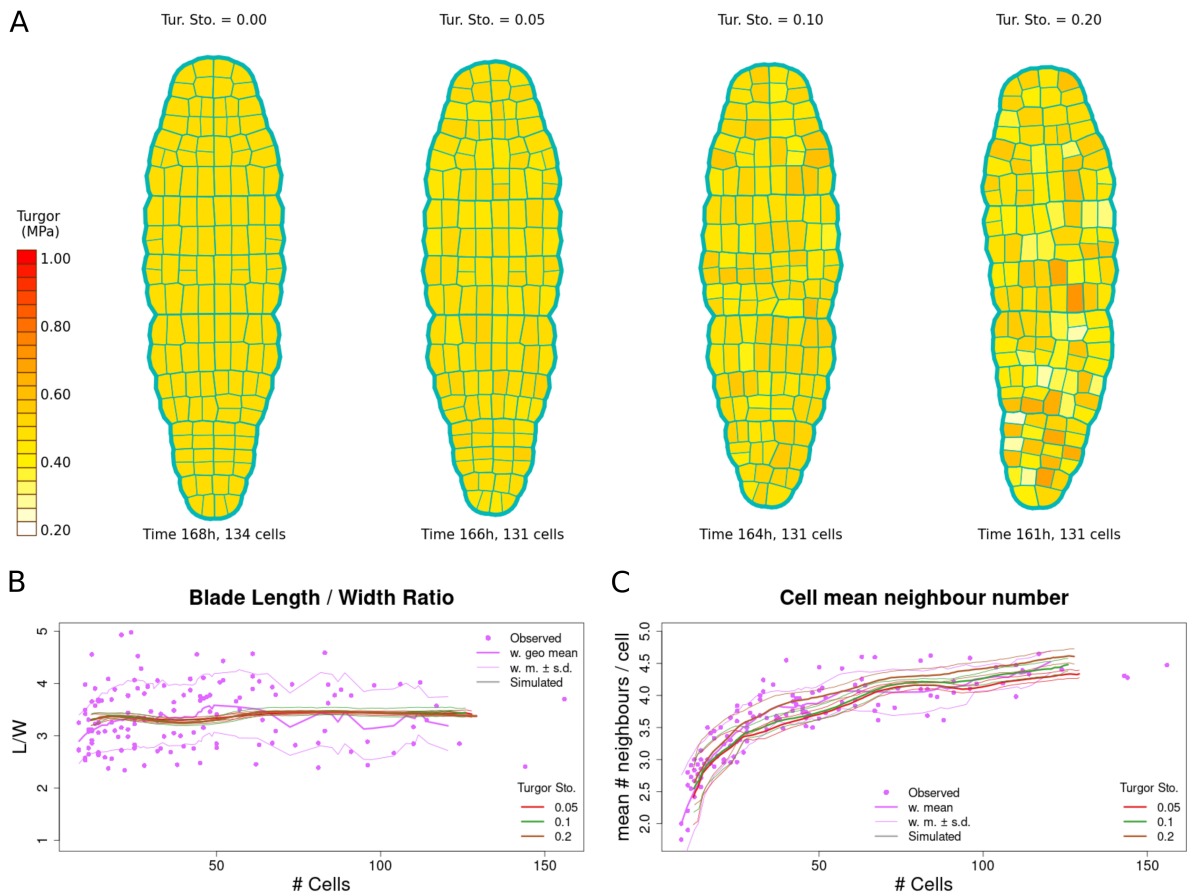 A
Tur. Sto. = 0.00
Tur. Sto. = 0.05
Tur. Sto. = 0.10
Tur. Sto. = 0.20
Turgor
(MPa)
1.00
0.80
0.60
0.40
0.20
Time 168h, 134 cells
Time 166h, 131 cells
Time 164h, 131 cells
Time 161h, 131 cells
B
Blade Length / Width Ratio
L/W
5
4
3
2
1
Observed
w. geo mean
w. m. ± s.d.
Simulated
Turgor Sto.
0.05
0.1
0.2
50
100
150
# Cells
C
Cell mean neighbour number
mean # neighbours / cell
5.0
4.5
4.0
3.5
3.0
2.5
2.0
Observed
w. mean
w. m. ± s.d.
Simulated
Turgor Sto.
0.05
0.1
0.2
50
100
150
# Cells